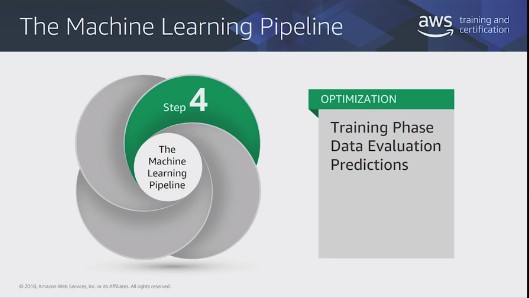 The Machine Learning Pipeline
aws training and
certification
Step 4
The
Machine
Learning
Pipeline
OPTIMIZATION
Training Phase
Data Evaluation
Predictions
© 2018, Amazon Web Services, Inc. or its Affiliates. All rights reserved.